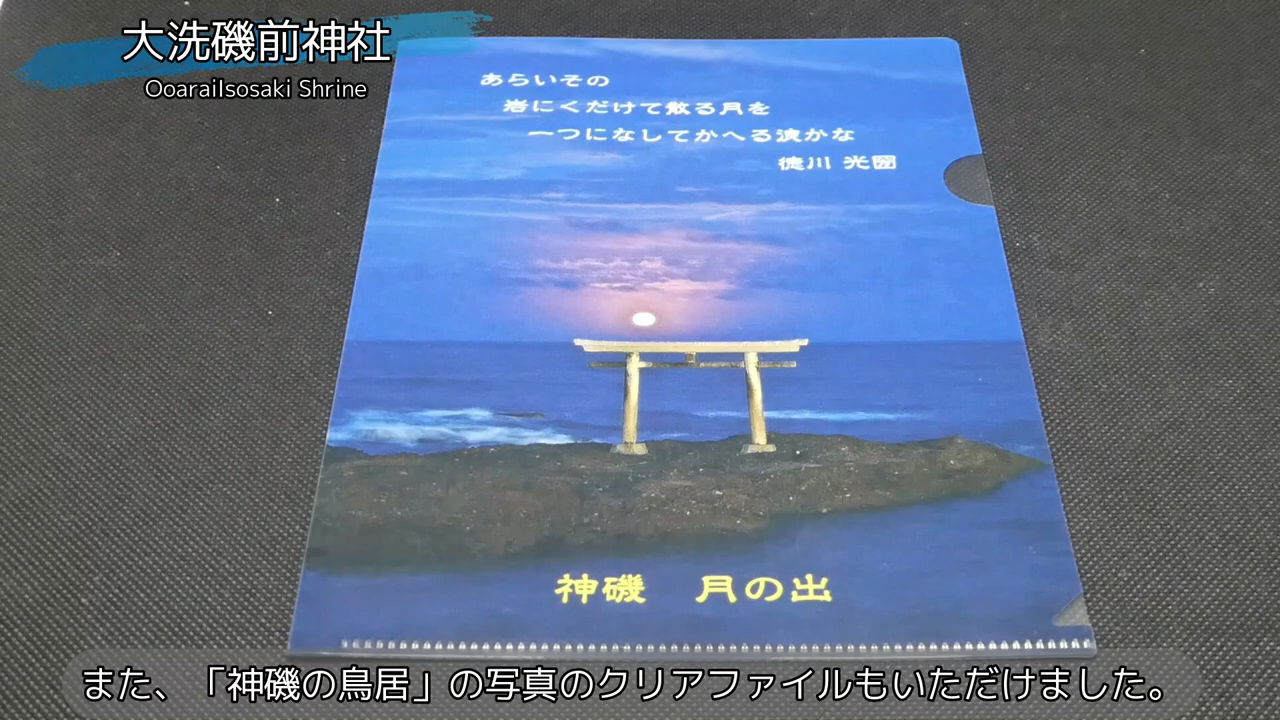 大洗磯前神社
OoaraiIsosaki Shrine
あらいその
岩にくだけて散る月を
一つになしてかへる浪かな
徳川 光圀
神磯 月の出
また、「神磯の鳥居」の写真のクリアファイルもいただけました。